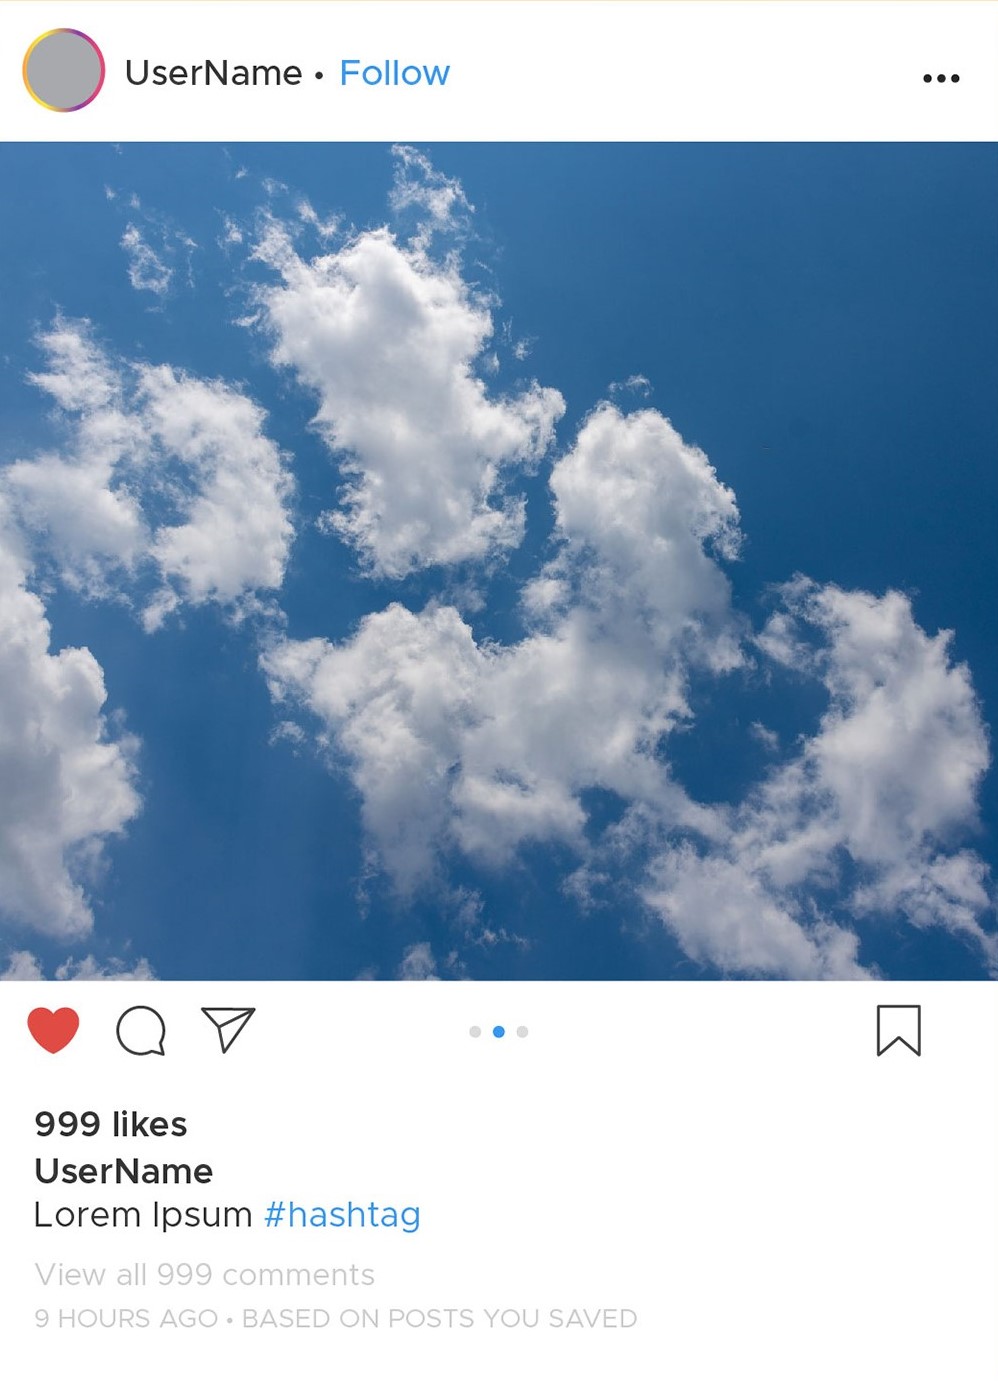 UserName • Follow
999 likes
UserName
Lorem Ipsum #hashtag
View all 999 comments
9 HOURS AGO • BASED ON POSTS YOU SAVED